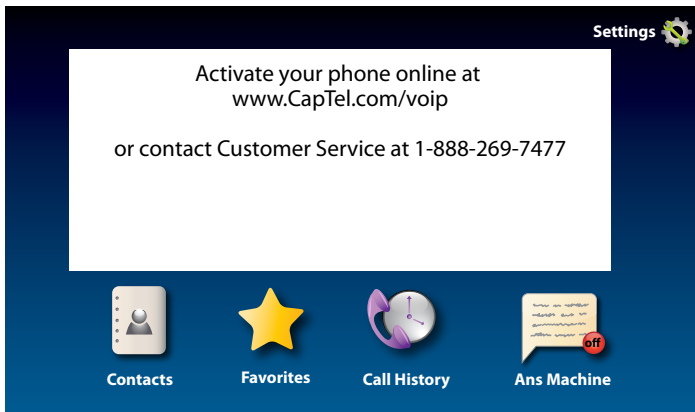 Settings
Activate your phone online at
www.CapTel.com/voip
or contact Customer Service at 1-888-269-7477
off
Contacts
Favorites
Call History
Ans Machine